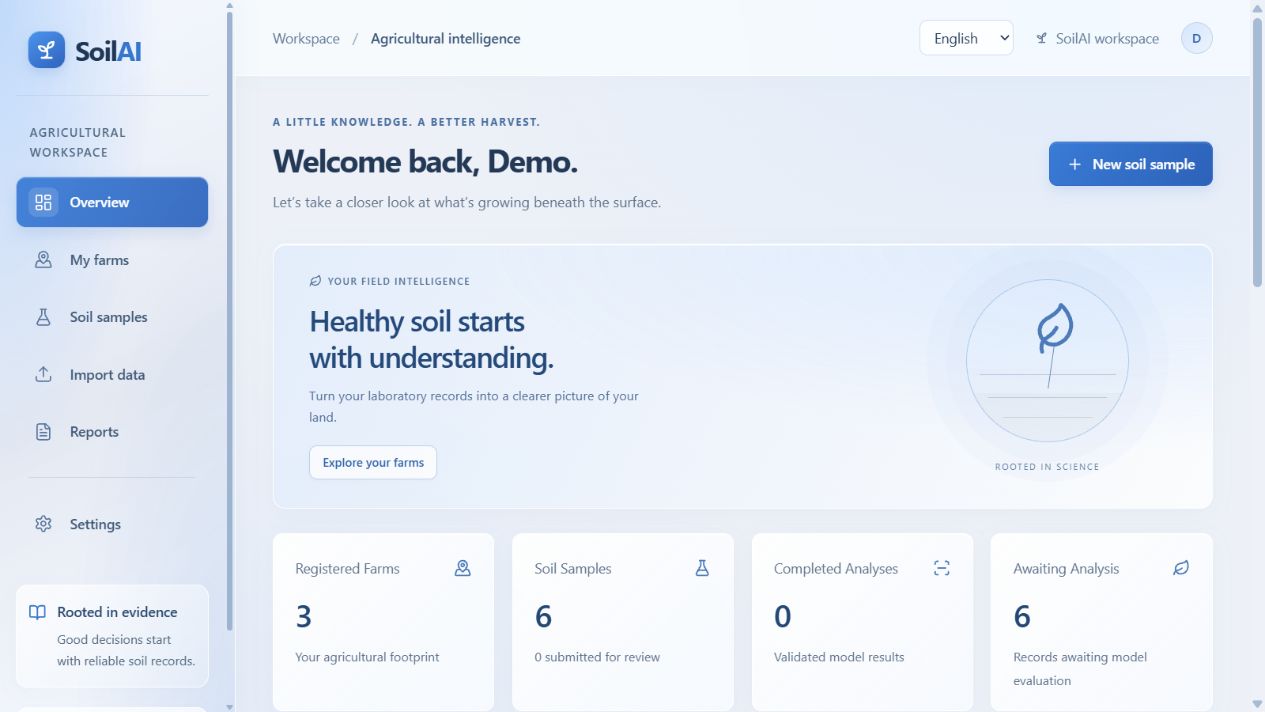 SoilAI
AGRICULTURAL
WORKSPACE
Overview
My farms
Soil samples
Import data
Reports
Settings
Rooted in evidence
Good decisions start
with reliable soil records.
Workspace / Agricultural intelligence
English
SoilAI workspace
D
A LITTLE KNOWLEDGE. A BETTER HARVEST.
Welcome back, Demo.
Let's take a closer look at what's growing beneath the surface.
+ New soil sample
YOUR FIELD INTELLIGENCE
Healthy soil starts
with understanding.
Turn your laboratory records into a clearer picture of your
land.
Explore your farms
ROOTED IN SCIENCE
Registered Farms
3
Your agricultural footprint
Soil Samples
6
0 submitted for review
Completed Analyses
0
Validated model results
Awaiting Analysis
6
Records awaiting model
evaluation